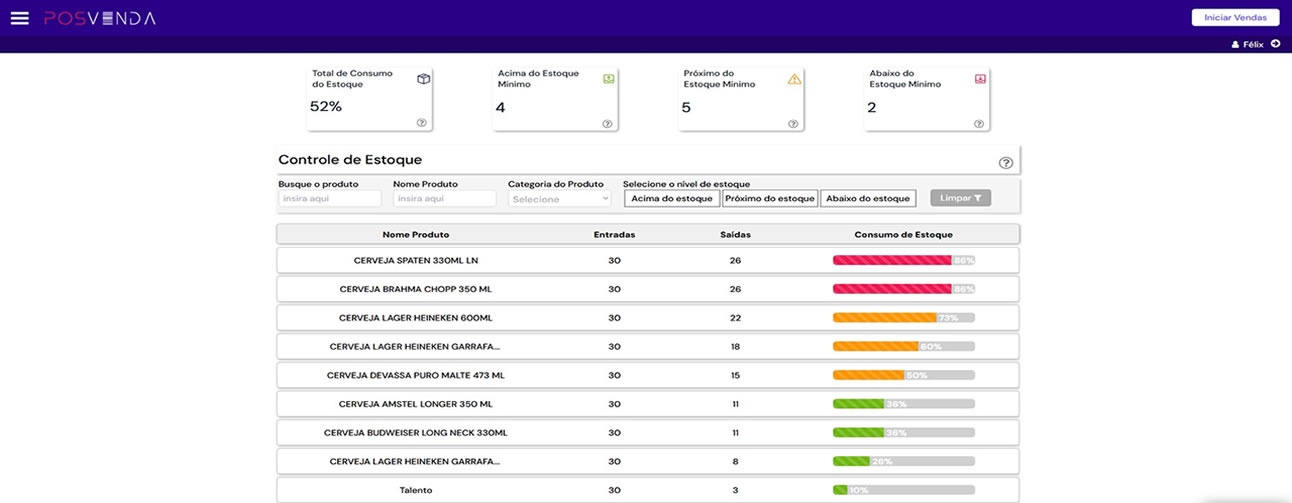 POSVENDA
Iniciar Vendas
Félix
Total de Consumo
do Estoque
52%
Acima do Estoque
Minimo
4
Próximo do
Estoque Minimo
5
Abaixo do
Estoque Minimo
2
Controle de Estoque
Busque o produto
insira aqui
Nome Produto
insira aqui
Categoria do Produto
Selecione
Selecione o nível de estoque
Acima do estoque
Próximo do estoque
Abaixo do estoque
Limpar
Nome Produto Entradas Saídas Consumo de Estoque
CERVEJA SPATEN 330ML LN 30 26 86%
CERVEJA BRAHMA CHOPP 350 ML 30 26 86%
CERVEJA LAGER HEINEKEN 600ML 30 22 73%
CERVEJA LAGER HEINEKEN GARRAFA... 30 18 60%
CERVEJA DEVASSA PURO MALTE 473 ML 30 15 50%
CERVEJA AMSTEL LONGER 350 ML 30 11 36%
CERVEJA BUDWEISER LONG NECK 330ML 30 11 36%
CERVEJA LAGER HEINEKEN GARRAFA... 30 8 26%
Talento 30 3 10%